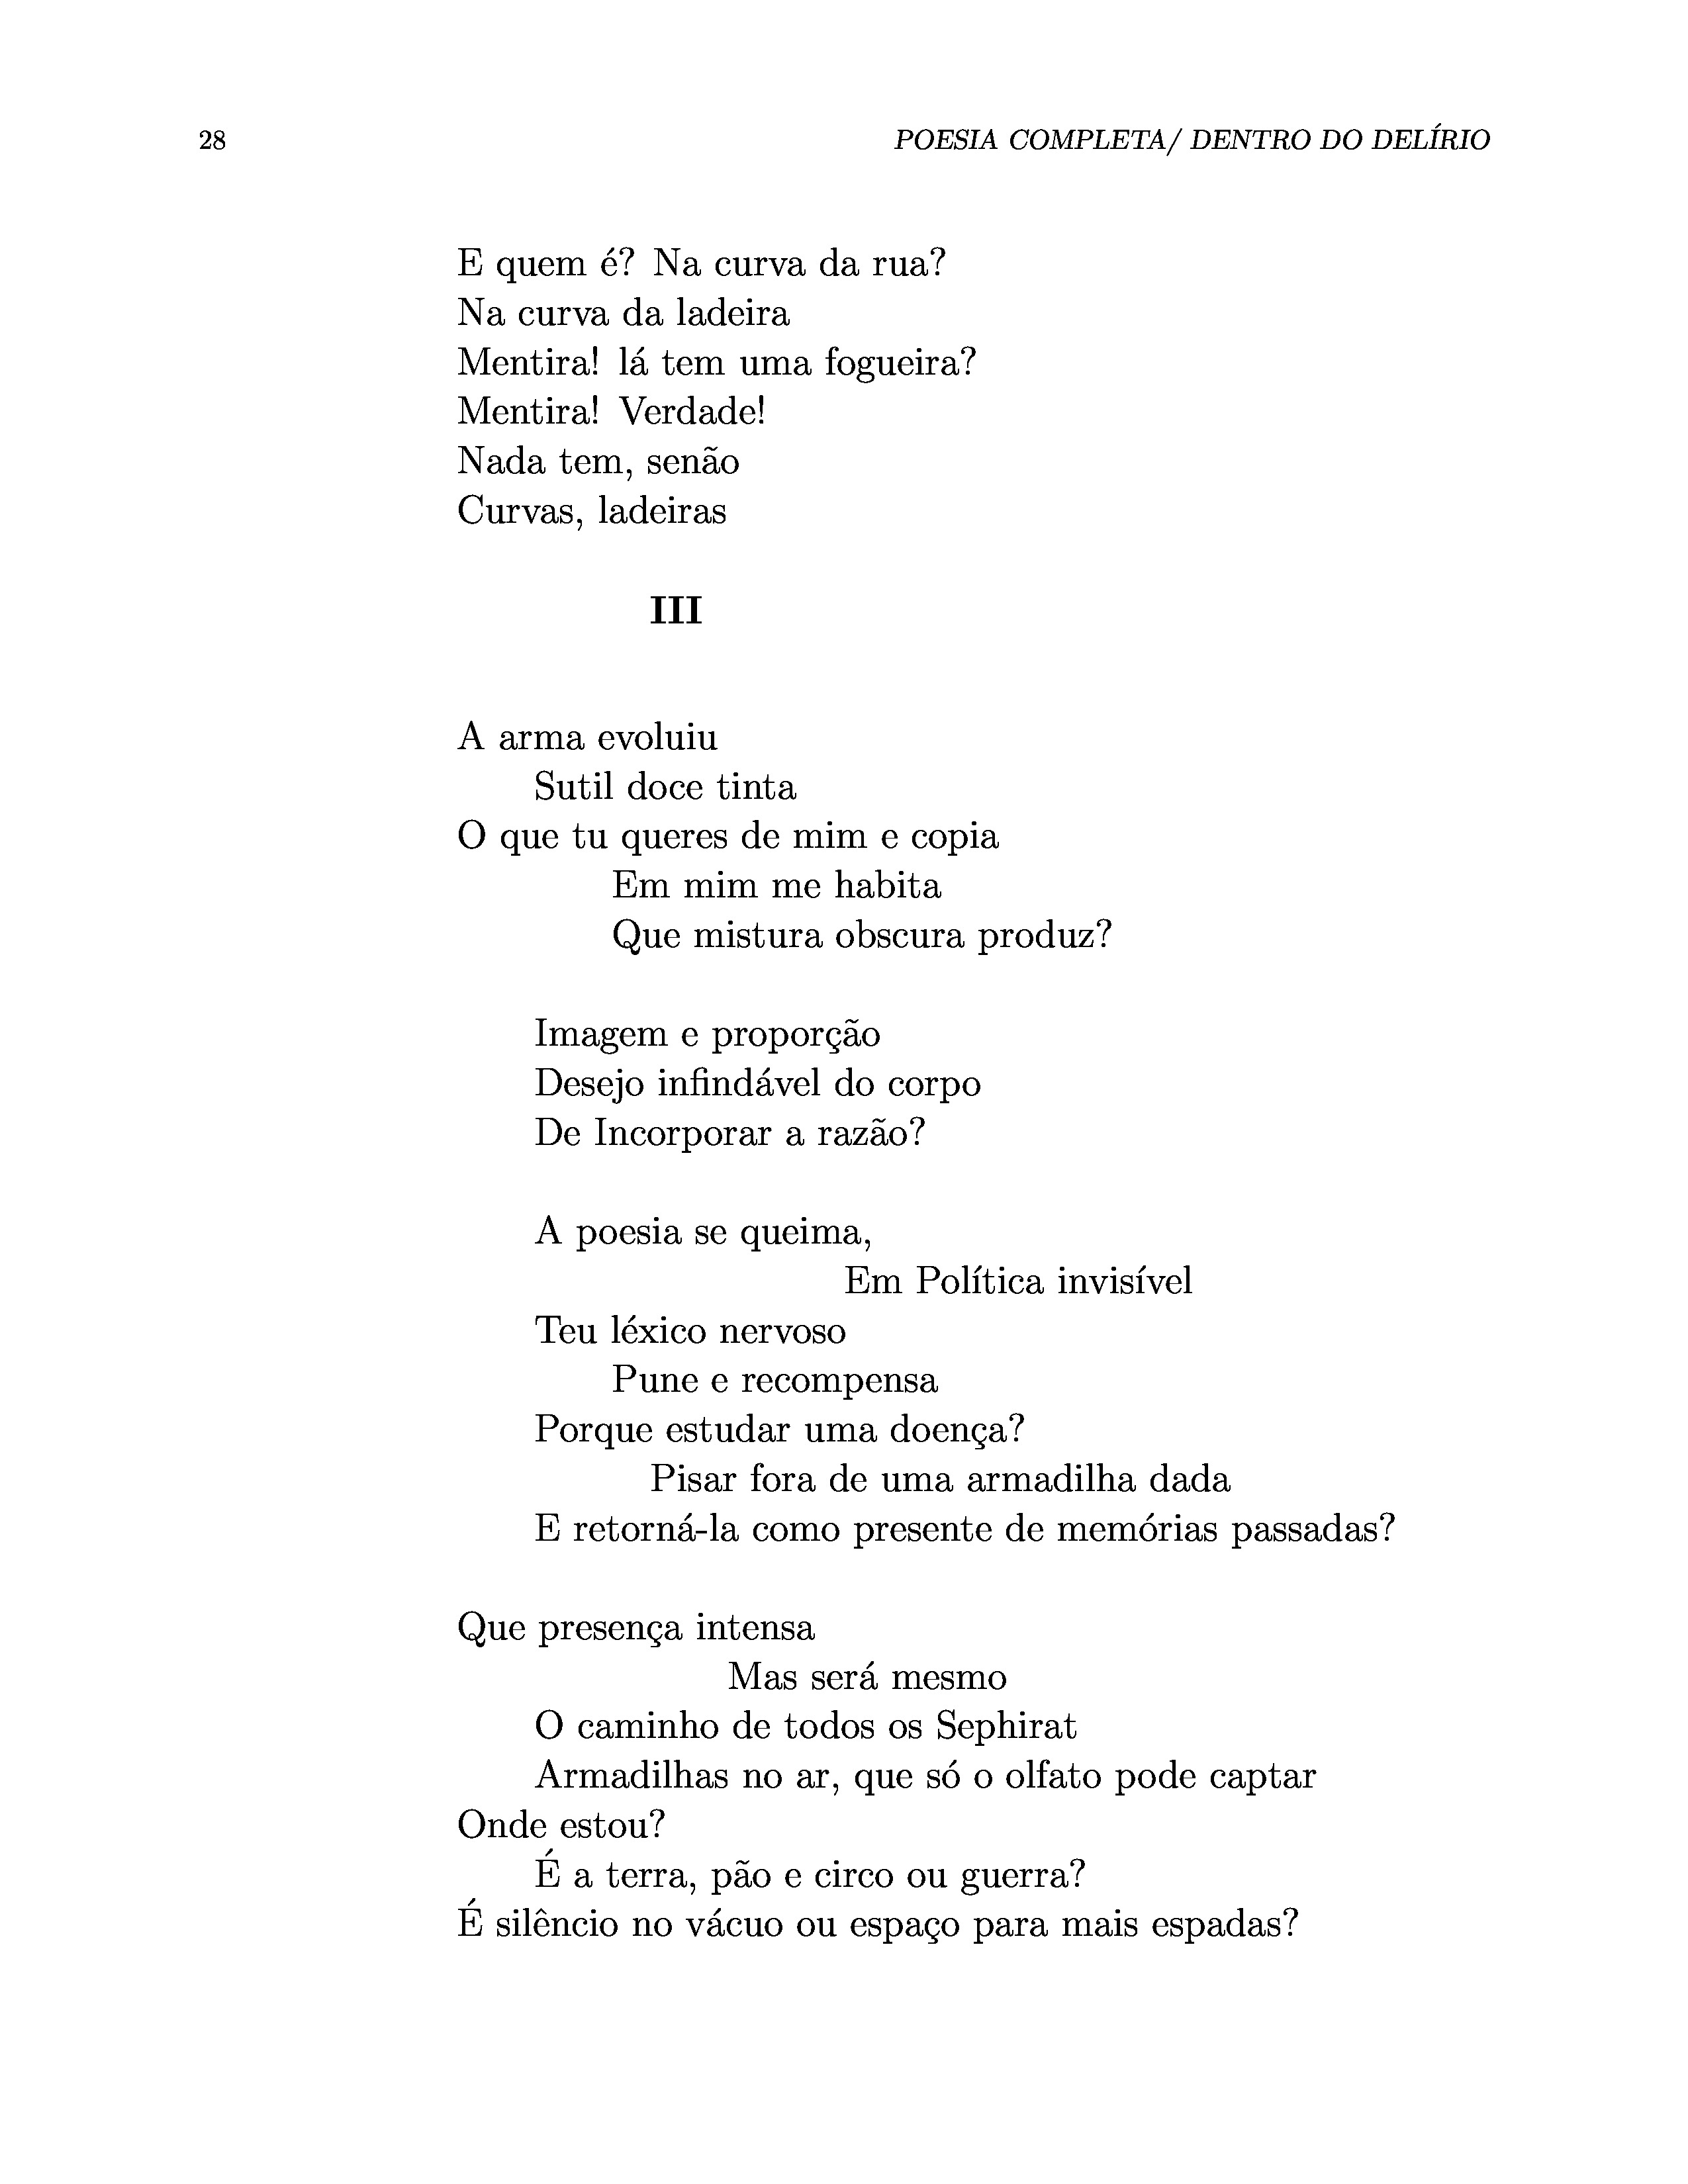 28 POESIA COMPLETA/ DENTRO DO DELÍRIO
E quem é? Na curva da rua?
Na curva da ladeira
Mentira! lá tem uma fogueira?
Mentira! Verdade!
Nada tem, senão
Curvas, ladeiras
III
A arma evoluiu
Sutil doce tinta
O que tu queres de mim e copia
Em mim me habita
Que mistura obscura produz?
Imagem e proporção
Desejo infindável do corpo
De Incorporar a razão?
A poesia se queima,
Em Política invisível
Teu léxico nervoso
Pune e recompensa
Porque estudar uma doença?
Pisar fora de uma armadilha dada
E retorná-la como presente de memórias passadas?
Que presença intensa
Mas será mesmo
O caminho de todos os Sephirat
Armadilhas no ar, que só o olfato pode captar
Onde estou?
É a terra, pão e circo ou guerra?
É silêncio no vácuo ou espaço para mais espadas?